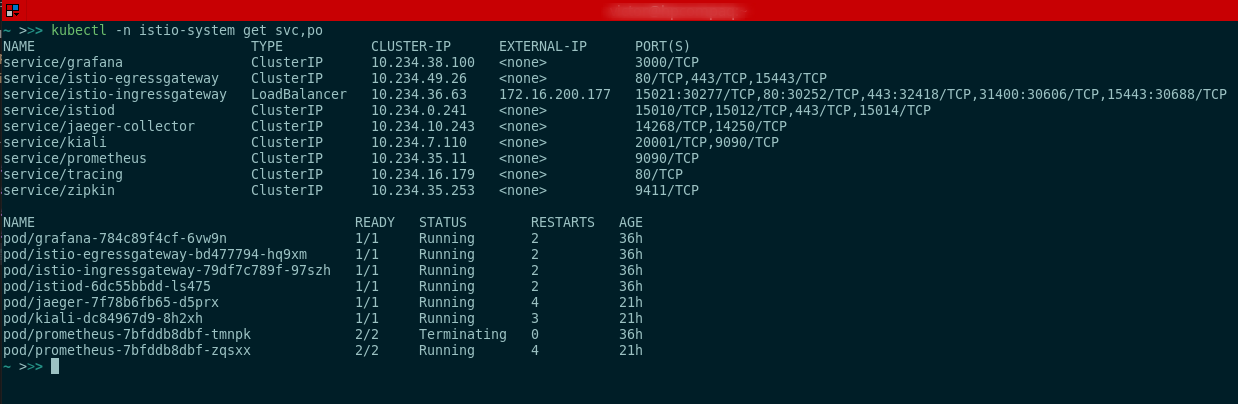 ~ >>> kubectl -n istio-system get svc,po
NAME                           TYPE           CLUSTER-IP      EXTERNAL-IP      PORT(S)
service/grafana                ClusterIP      10.234.38.100   <none>           3000/TCP
service/istio-egressgateway    ClusterIP      10.234.49.26    <none>           80/TCP,443/TCP,15443/TCP
service/istio-ingressgateway   LoadBalancer   10.234.36.63    172.16.200.177   15021:30277/TCP,80:30252/TCP,443:32418/TCP,31400:30606/TCP,15443:30688/TCP
service/istiod                 ClusterIP      10.234.0.241    <none>           15010/TCP,15012/TCP,443/TCP,15014/TCP
service/jaeger-collector       ClusterIP      10.234.10.243   <none>           14268/TCP,14250/TCP
service/kiali                  ClusterIP      10.234.7.110    <none>           20001/TCP,9090/TCP
service/prometheus             ClusterIP      10.234.35.11    <none>           9090/TCP
service/tracing                ClusterIP      10.234.16.179   <none>           80/TCP
service/zipkin                 ClusterIP      10.234.35.253   <none>           9411/TCP
NAME                                        READY   STATUS        RESTARTS   AGE
pod/grafana-784c89f4cf-6vw9n                1/1     Running       2          36h
pod/istio-egressgateway-bd477794-hq9xm      1/1     Running       2          36h
pod/istio-ingressgateway-79df7c789f-97szh   1/1     Running       2          36h
pod/istiod-6dc55bbdd-ls475                  1/1     Running       2          36h
pod/jaeger-7f78b6fb65-d5prx                 1/1     Running       4          21h
pod/kiali-dc84967d9-8h2xh                   1/1     Running       3          21h
pod/prometheus-7bfddb8dbf-tmnpk             2/2     Terminating   0          36h
pod/prometheus-7bfddb8dbf-zqsxx             2/2     Running       4          21h
~ >>>